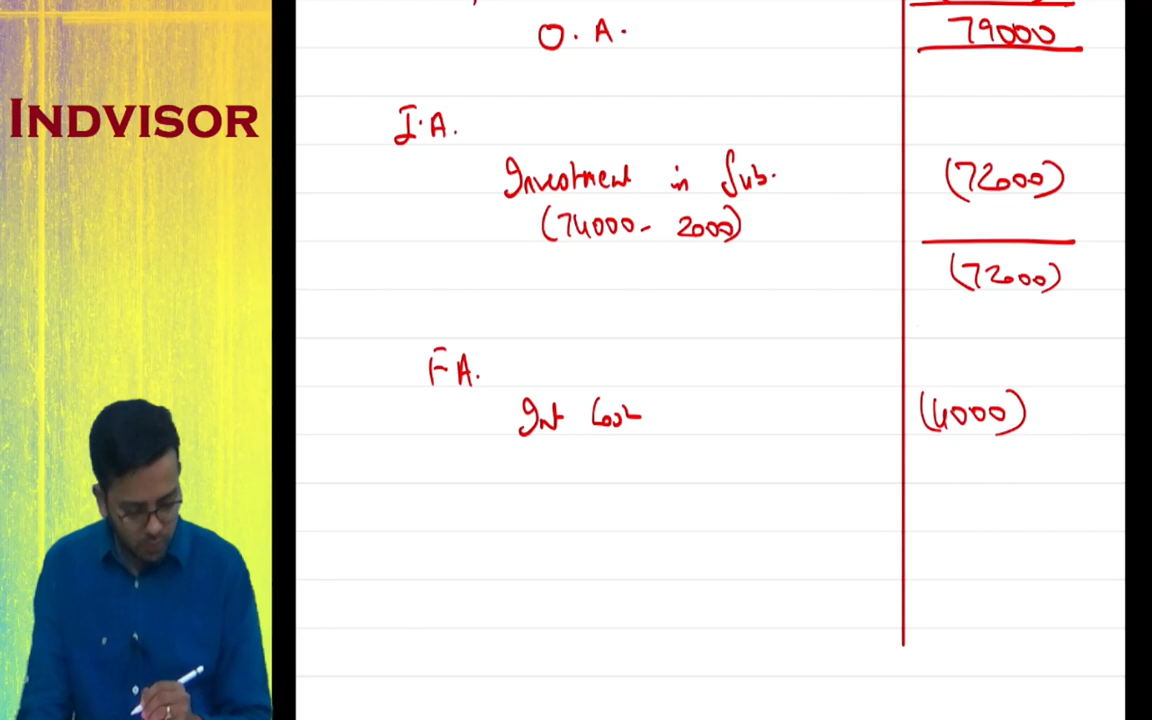 INDVISOR
O. A. 79000
I.A.
Investment in Sub. (72000)
(74000- 2000)
(72000)
F A.
Int Cost (4000)